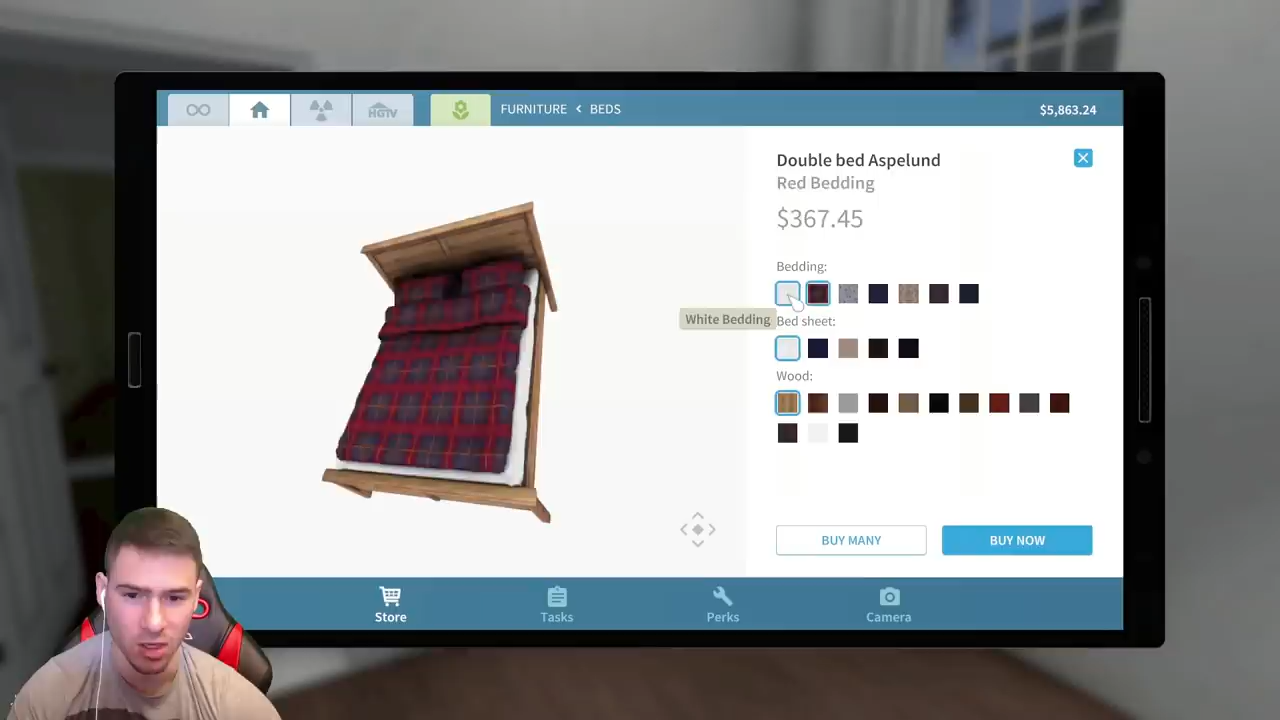 HGTV
FURNITURE < BEDS
$5,863.24
Double bed Aspelund
Red Bedding
$367.45
Bedding:
White Bedding
Bed sheet:
Wood:
BUY MANY
BUY NOW
Store
Tasks
Perks
Camera